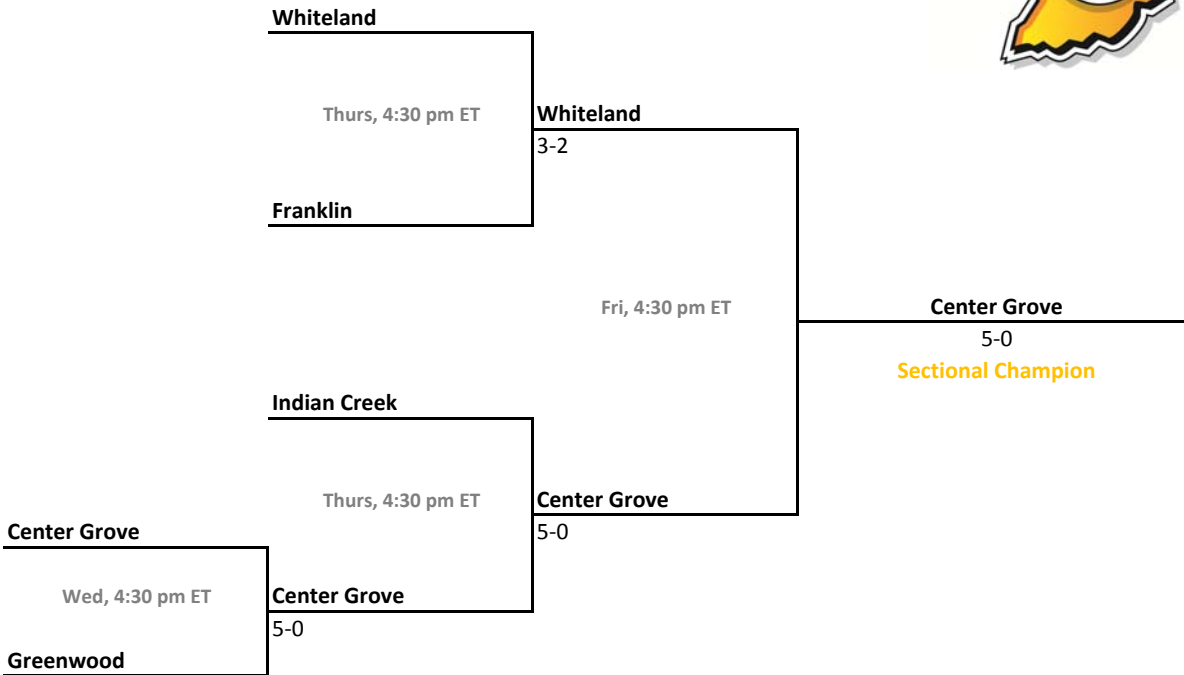 Whiteland
Thurs, 4:30 pm ET
Whiteland
3-2
Franklin
Fri, 4:30 pm ET
Center Grove
5-0
Sectional Champion
Indian Creek
Thurs, 4:30 pm ET
Center Grove
5-0
Center Grove
Wed, 4:30 pm ET
Center Grove
5-0
Greenwood